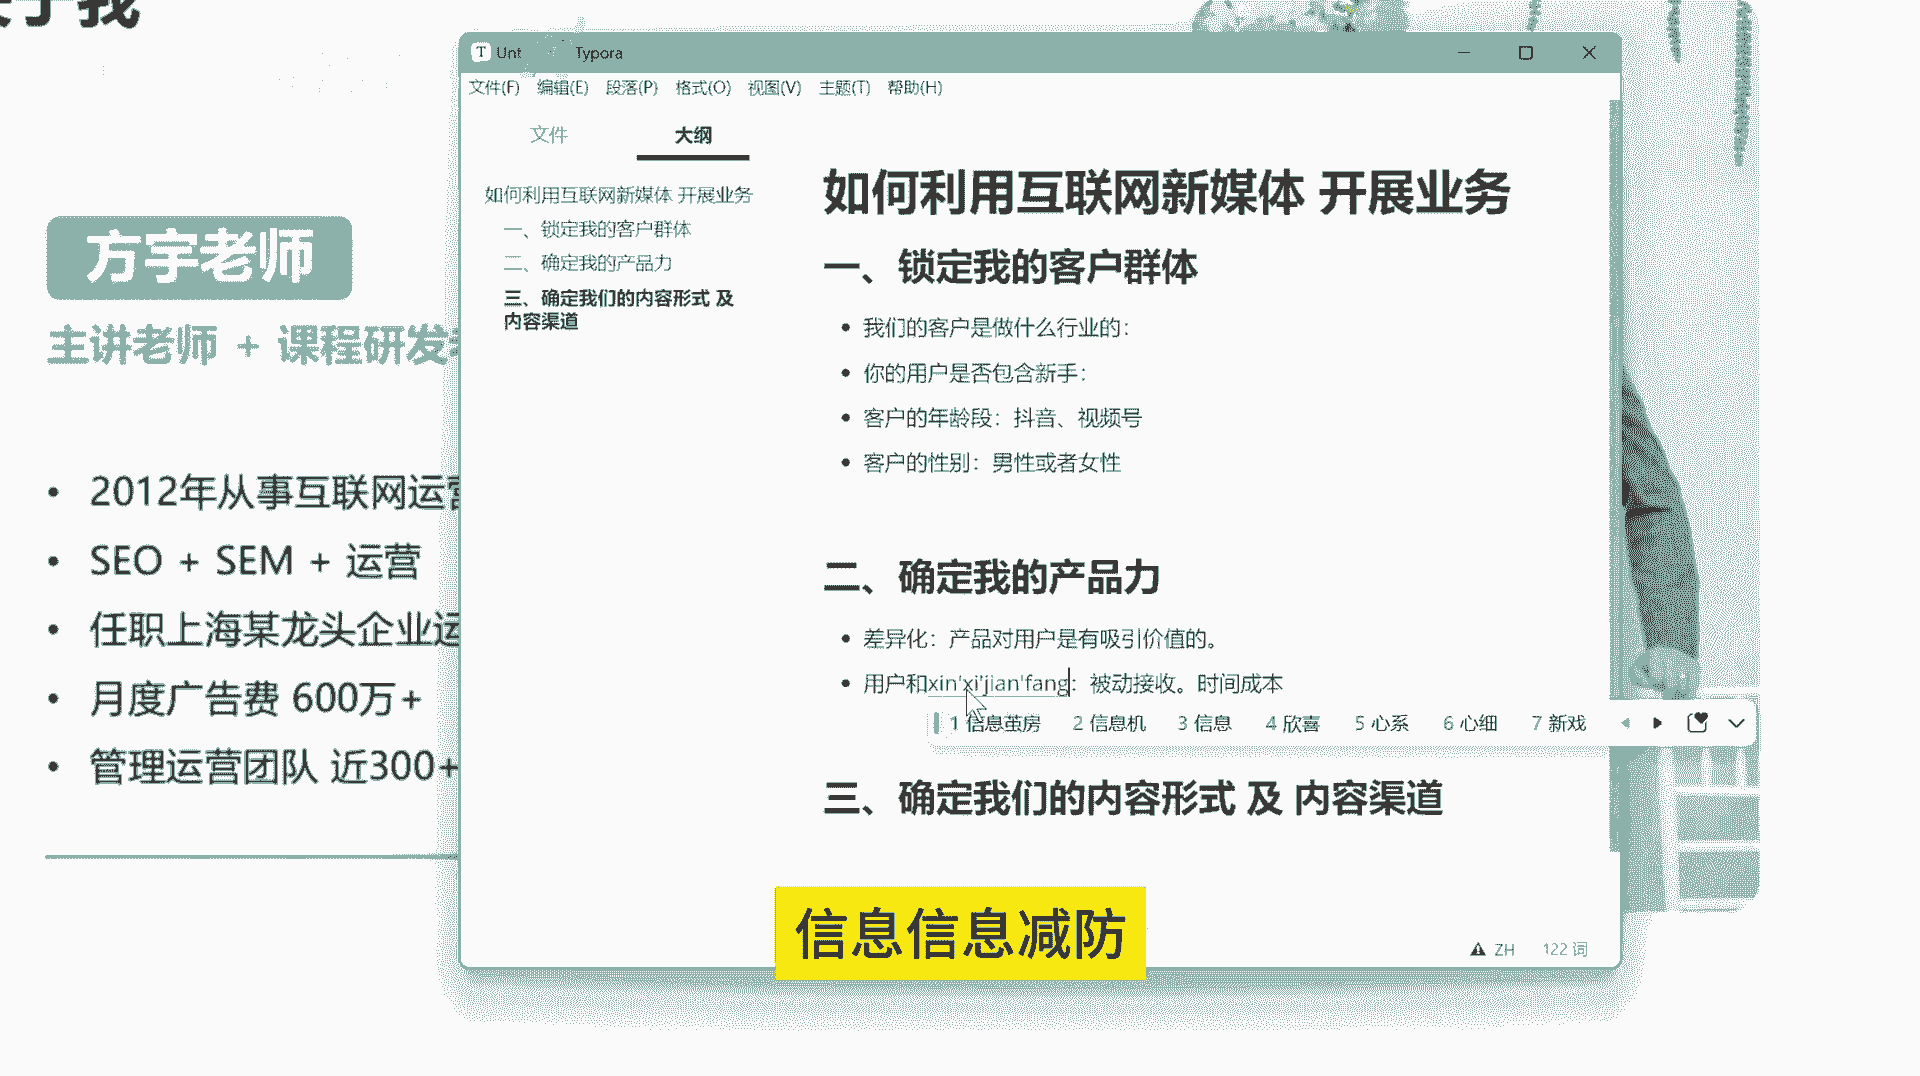 于我
方宇老师
主讲老师 + 课程研发
• 2012年从事互联网运营
• SEO + SEM + 运营
• 任职上海某龙头企业运
• 月度广告费 600万+
• 管理运营团队 近300+
Unt Typora
文件(F) 编辑(E) 段落(P) 格式(O) 视图(V) 主题(T) 帮助(H)
文件 大纲
如何利用互联网新媒体 开展业务
一、锁定我的客户群体
二、确定我的产品力
三、确定我们的内容形式 及
内容渠道
如何利用互联网新媒体 开展业务
一、锁定我的客户群体
• 我们的客户是做什么行业的：
• 你的用户是否包含新手：
• 客户的年龄段：抖音、视频号
• 客户的性别：男性或者女性
二、确定我的产品力
• 差异化：产品对用户是有吸引价值的。
• 用户和xin'xi'jian'fang：被动接收。时间成本
1 信息茧房 2 信息机 3 信息 4 欣喜 5 心系 6 心细 7 新戏
三、确定我们的内容形式 及 内容渠道
信息信息减防
ZH 122 词